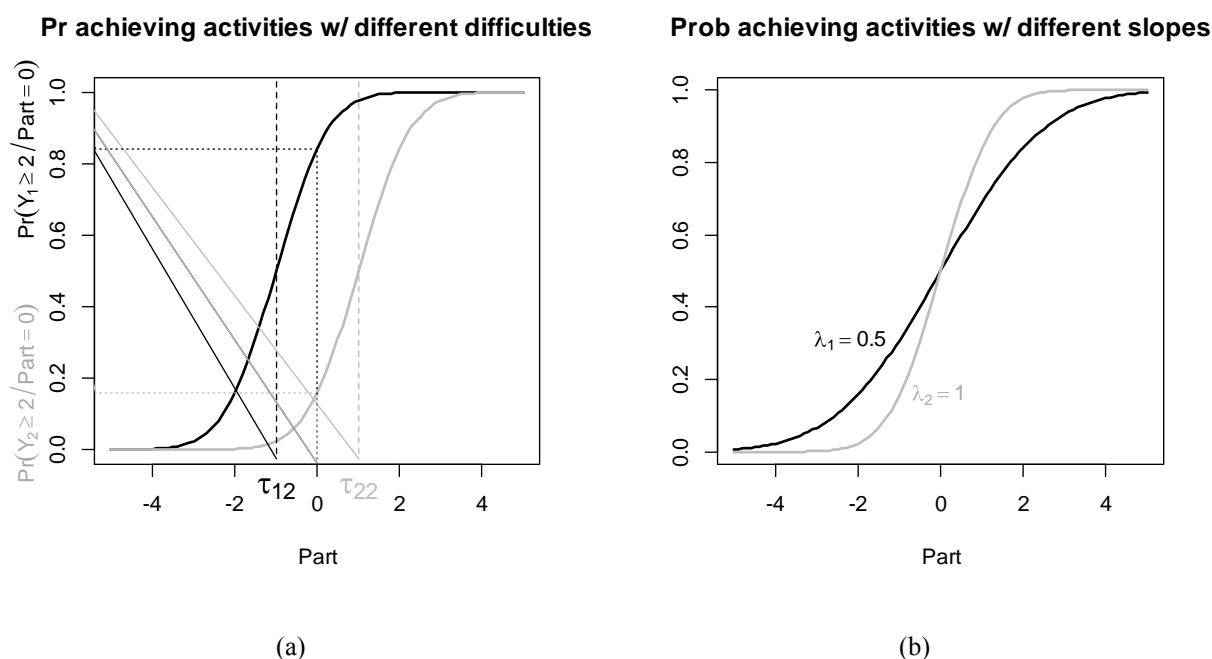 Pr achieving activities w/ different difficulties
Pr(Y₁ ≥ 2 / Part = 0)
Pr(Y₂ ≥ 2 / Part = 0)
1.0
0.8
0.6
0.4
0.2
0.0
-4 -2 0 2 4
τ₁₂ τ₂₂
Part
(a)
Prob achieving activities w/ different slopes
1.0
0.8
0.6
0.4
0.2
0.0
λ₁ = 0.5
λ₂ = 1
-4 -2 0 2 4
Part
(b)